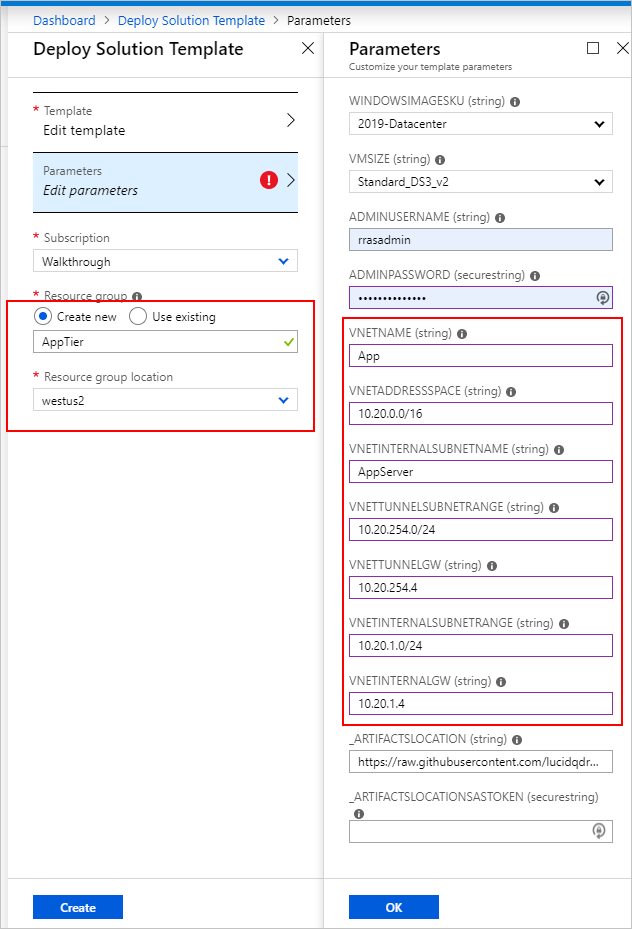 Dashboard > Deploy Solution Template > Parameters
Deploy Solution Template
* Template
Edit template
Parameters
Edit parameters
* Subscription
Walkthrough
* Resource group
Create new
Use existing
AppTier
* Resource group location
westus2
Create
Parameters
Customize your template parameters
WINDOWSIMAGESKU (string)
2019-Datacenter
VMSIZE (string)
Standard_DS3_v2
ADMINUSERNAME (string)
rrasadmin
ADMINPASSWORD (securestring)
••••••••••••••
VNETNAME (string)
App
VNETADDRESSSPACE (string)
10.20.0.0/16
VNETINTERNALSUBNETNAME (string)
AppServer
VNETTUNNELSUBNETRANGE (string)
10.20.254.0/24
VNETTUNNELGW (string)
10.20.254.4
VNETINTERNALSUBNETRANGE (string)
10.20.1.0/24
VNETINTERNALGW (string)
10.20.1.4
_ARTIFACTSLOCATION (string)
https://raw.githubusercontent.com/lucidqdr...
_ARTIFACTSLOCATIONSASTOKEN (securestring)
OK